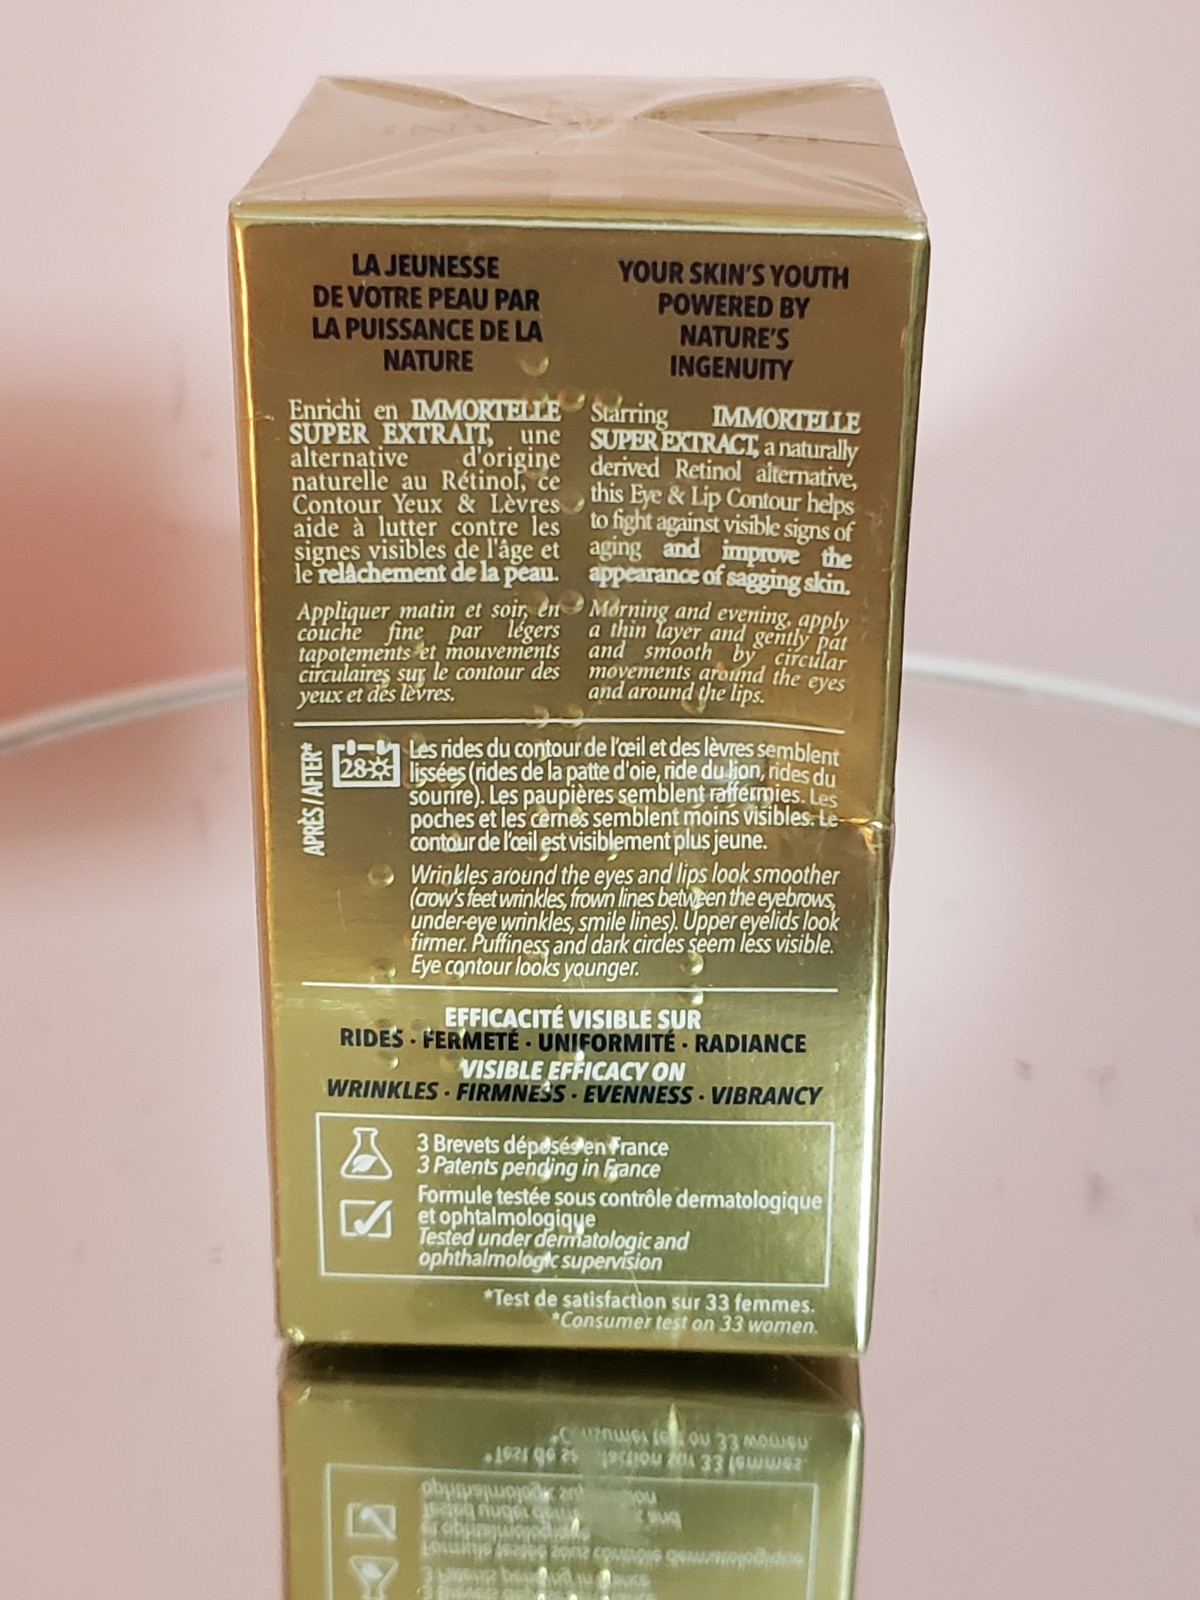 LA JEUNESSE
DE VOTRE PEAU PAR
LA PUISSANCE DE LA
NATURE
Enrichi en IMMORTELLE
SUPER EXTRAIT, une
alternative d'origine
naturelle au Rétinol, ce
Contour Yeux & Lèvres
aide à lutter contre les
signes visibles de l'âge et
le relâchement de la peau.
Appliquer matin et soir, en
couche fine par légers
tapotements et mouvements
circulaires sur le contour des
yeux et des lèvres.
YOUR SKIN'S YOUTH
POWERED BY
NATURE'S
INGENUITY
Starring IMMORTELLE
SUPER EXTRACT, a naturally
derived Retinol alternative,
this Eye & Lip Contour helps
to fight against visible signs of
aging and improve the
appearance of sagging skin.
Morning and evening, apply
a thin layer and gently pat
and smooth by circular
movements around the eyes
and around the lips.
APRÈS / AFTER*
28
Les rides du contour de l'œil et des lèvres semblent
lissées (rides de la patte d'oie, ride du lion, rides du
sourire). Les paupières semblent raffermies. Les
poches et les cernes semblent moins visibles. Le
contour de l'œil est visiblement plus jeune.
Wrinkles around the eyes and lips look smoother
(crow's feet wrinkles, frown lines between the eyebrows,
under-eye wrinkles, smile lines). Upper eyelids look
firmer. Puffiness and dark circles seem less visible.
Eye contour looks younger.
EFFICACITÉ VISIBLE SUR
RIDES · FERMETÉ · UNIFORMITÉ · RADIANCE
VISIBLE EFFICACY ON
WRINKLES · FIRMNESS · EVENNESS · VIBRANCY
3 Brevets déposés en France
3 Patents pending in France
Formule testée sous contrôle dermatologique
et ophtalmologique
Tested under dermatologic and
ophthalmologic supervision
*Test de satisfaction sur 33 femmes.
*Consumer test on 33 women.